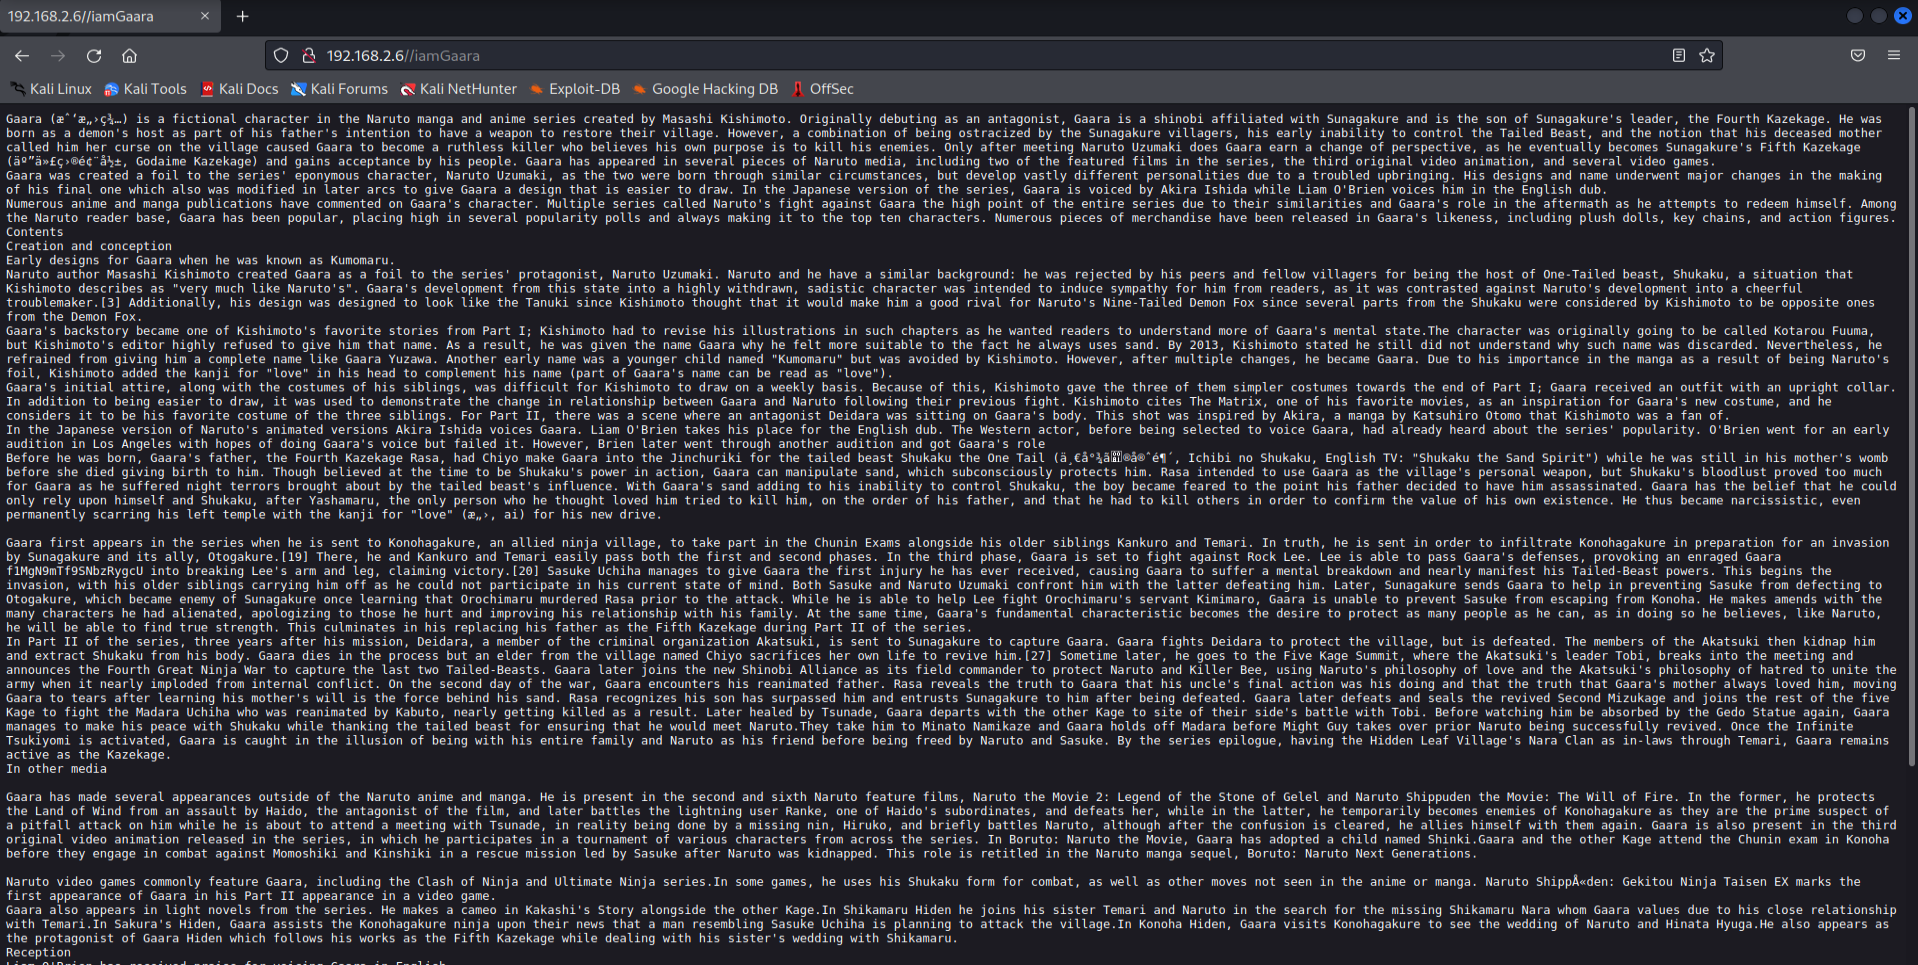 192.168.2.6//iamGaara
192.168.2.6//iamGaara
Kali Linux Kali Tools Kali Docs Kali Forums Kali NetHunter Exploit-DB Google Hacking DB OffSec
Gaara (æˆ‘æ„›ç¾…) is a fictional character in the Naruto manga and anime series created by Masashi Kishimoto. Originally debuting as an antagonist, Gaara is a shinobi affiliated with Sunagakure and is the son of Sunagakure's leader, the Fourth Kazekage. He was
born as a demon's host as part of his father's intention to have a weapon to restore their village. However, a combination of being ostracized by the Sunagakure villagers, his early inability to control the Tailed Beast, and the notion that his deceased mother
called him her curse on the village caused Gaara to become a ruthless killer who believes his own purpose is to kill his enemies. Only after meeting Naruto Uzumaki does Gaara earn a change of perspective, as he eventually becomes Sunagakure's Fifth Kazekage
Godaime Kazekage) and gains acceptance by his people. Gaara has appeared in several pieces of Naruto media, including two of the featured films in the series, the third original video animation, and several video games.
Gaara was created a foil to the series' eponymous character, Naruto Uzumaki, as the two were born through similar circumstances, but develop vastly different personalities due to a troubled upbringing. His designs and name underwent major changes in the making
of his final one which also was modified in later arcs to give Gaara a design that is easier to draw. In the Japanese version of the series, Gaara is voiced by Akira Ishida while Liam O'Brien voices him in the English dub.
Numerous anime and manga publications have commented on Gaara's character. Multiple series called Naruto's fight against Gaara the high point of the entire series due to their similarities and Gaara's role in the aftermath as he attempts to redeem himself. Among
the Naruto reader base, Gaara has been popular, placing high in several popularity polls and always making it to the top ten characters. Numerous pieces of merchandise have been released in Gaara's likeness, including plush dolls, key chains, and action figures.
Contents
Creation and conception
Early designs for Gaara when he was known as Kumomaru.
Naruto author Masashi Kishimoto created Gaara as a foil to the series' protagonist, Naruto Uzumaki. Naruto and he have a similar background: he was rejected by his peers and fellow villagers for being the host of One-Tailed beast, Shukaku, a situation that
Kishimoto describes as "very much like Naruto's". Gaara's development from this state into a highly withdrawn, sadistic character was intended to induce sympathy for him from readers, as it was contrasted against Naruto's development into a cheerful
troublemaker.[3] Additionally, his design was designed to look like the Tanuki since Kishimoto thought that it would make him a good rival for Naruto's Nine-Tailed Demon Fox since several parts from the Shukaku were considered by Kishimoto to be opposite ones
from the Demon Fox.
Gaara's backstory became one of Kishimoto's favorite stories from Part I; Kishimoto had to revise his illustrations in such chapters as he wanted readers to understand more of Gaara's mental state.The character was originally going to be called Kotarou Fuuma,
but Kishimoto's editor highly refused to give him that name. As a result, he was given the name Gaara why he felt more suitable to the fact he always uses sand. By 2013, Kishimoto stated he still did not understand why such name was discarded. Nevertheless, he
refrained from giving him a complete name like Gaara Yuzawa. Another early name was a younger child named "Kumomaru" but was avoided by Kishimoto. However, after multiple changes, he became Gaara. Due to his importance in the manga as a result of being Naruto's
foil, Kishimoto added the kanji for "love" in his head to complement his name (part of Gaara's name can be read as "love").
Gaara's initial attire, along with the costumes of his siblings, was difficult for Kishimoto to draw on a weekly basis. Because of this, Kishimoto gave the three of them simpler costumes towards the end of Part I; Gaara received an outfit with an upright collar.
In addition to being easier to draw, it was used to demonstrate the change in relationship between Gaara and Naruto following their previous fight. Kishimoto cites The Matrix, one of his favorite movies, as an inspiration for Gaara's new costume, and he
considers it to be his favorite costume of the three siblings. For Part II, there was a scene where an antagonist Deidara was sitting on Gaara's body. This shot was inspired by Akira, a manga by Katsuhiro Otomo that Kishimoto was a fan of.
In the Japanese version of Naruto's animated versions Akira Ishida voices Gaara. Liam O'Brien takes his place for the English dub. The Western actor, before being selected to voice Gaara, had already heard about the series' popularity. O'Brien went for an early
audition in Los Angeles with hopes of doing Gaara's voice but failed it. However, Brien later went through another audition and got Gaara's role
Before he was born, Gaara's father, the Fourth Kazekage Rasa, had Chiyo make Gaara into the Jinchuriki for the tailed beast Shukaku the One Tail ( Ichibi no Shukaku, English TV: "Shukaku the Sand Spirit") while he was still in his mother's womb
before she died giving birth to him. Though believed at the time to be Shukaku's power in action, Gaara can manipulate sand, which subconsciously protects him. Rasa intended to use Gaara as the village's personal weapon, but Shukaku's bloodlust proved too much
for Gaara as he suffered night terrors brought about by the tailed beast's influence. With Gaara's sand adding to his inability to control Shukaku, the boy became feared to the point his father decided to have him assassinated. Gaara has the belief that he could
only rely upon himself and Shukaku, after Yashamaru, the only person who he thought loved him tried to kill him, on the order of his father, and that he had to kill others in order to confirm the value of his own existence. He thus became narcissistic, even
permanently scarring his left temple with the kanji for "love" (æ„›, ai) for his new drive.
Gaara first appears in the series when he is sent to Konohagakure, an allied ninja village, to take part in the Chunin Exams alongside his older siblings Kankuro and Temari. In truth, he is sent in order to infiltrate Konohagakure in preparation for an invasion
by Sunagakure and its ally, Otogakure.[19] There, he and Kankuro and Temari easily pass both the first and second phases. In the third phase, Gaara is set to fight against Rock Lee. Lee is able to pass Gaara's defenses, provoking an enraged Gaara
f1MgN9mTf9SNbzRygcU into breaking Lee's arm and leg, claiming victory.[20] Sasuke Uchiha manages to give Gaara the first injury he has ever received, causing Gaara to suffer a mental breakdown and nearly manifest his Tailed-Beast powers. This begins the
invasion, with his older siblings carrying him off as he could not participate in his current state of mind. Both Sasuke and Naruto Uzumaki confront him with the latter defeating him. Later, Sunagakure sends Gaara to help in preventing Sasuke from defecting to
Otogakure, which became enemy of Sunagakure once learning that Orochimaru murdered Rasa prior to the attack. While he is able to help Lee fight Orochimaru's servant Kimimaro, Gaara is unable to prevent Sasuke from escaping from Konoha. He makes amends with the
many characters he had alienated, apologizing to those he hurt and improving his relationship with his family. At the same time, Gaara's fundamental characteristic becomes the desire to protect as many people as he can, as in doing so he believes, like Naruto,
he will be able to find true strength. This culminates in his replacing his father as the Fifth Kazekage during Part II of the series.
In Part II of the series, three years after his mission, Deidara, a member of the criminal organization Akatsuki, is sent to Sunagakure to capture Gaara. Gaara fights Deidara to protect the village, but is defeated. The members of the Akatsuki then kidnap him
and extract Shukaku from his body. Gaara dies in the process but an elder from the village named Chiyo sacrifices her own life to revive him.[27] Sometime later, he goes to the Five Kage Summit, where the Akatsuki's leader Tobi, breaks into the meeting and
announces the Fourth Great Ninja War to capture the last two Tailed-Beasts. Gaara later joins the new Shinobi Alliance as its field commander to protect Naruto and Killer Bee, using Naruto's philosophy of love and the Akatsuki's philosophy of hatred to unite the
army when it nearly imploded from internal conflict. On the second day of the war, Gaara encounters his reanimated father. Rasa reveals the truth to Gaara that his uncle's final action was his doing and that the truth that Gaara's mother always loved him, moving
Gaara to tears after learning his mother's will is the force behind his sand. Rasa recognizes his son has surpassed him and entrusts Sunagakure to him after being defeated. Gaara later defeats and seals the revived Second Mizukage and joins the rest of the five
Kage to fight the Madara Uchiha who was reanimated by Kabuto, nearly getting killed as a result. Later healed by Tsunade, Gaara departs with the other Kage to site of their side's battle with Tobi. Before watching him be absorbed by the Gedo Statue again, Gaara
manages to make his peace with Shukaku while thanking the tailed beast for ensuring that he would meet Naruto.They take him to Minato Namikaze and Gaara holds off Madara before Might Guy takes over prior Naruto being successfully revived. Once the Infinite
Tsukiyomi is activated, Gaara is caught in the illusion of being with his entire family and Naruto as his friend before being freed by Naruto and Sasuke. By the series epilogue, having the Hidden Leaf Village's Nara Clan as in-laws through Temari, Gaara remains
active as the Kazekage.
In other media
Gaara has made several appearances outside of the Naruto anime and manga. He is present in the second and sixth Naruto feature films, Naruto the Movie 2: Legend of the Stone of Gelel and Naruto Shippuden the Movie: The Will of Fire. In the former, he protects
the Land of Wind from an assault by Haido, the antagonist of the film, and later battles the lightning user Ranke, one of Haido's subordinates, and defeats her, while in the latter, he temporarily becomes enemies of Konohagakure as they are the prime suspect of
a pitfall attack on him while he is about to attend a meeting with Tsunade, in reality being done by a missing nin, Hiruko, and briefly battles Naruto, although after the confusion is cleared, he allies himself with them again. Gaara is also present in the third
original video animation released in the series, in which he participates in a tournament of various characters from across the series. In Boruto: Naruto the Movie, Gaara has adopted a child named Shinki.Gaara and the other Kage attend the Chunin exam in Konoha
before they engage in combat against Momoshiki and Kinshiki in a rescue mission led by Sasuke after Naruto was kidnapped. This role is retitled in the Naruto manga sequel, Boruto: Naruto Next Generations.
Naruto video games commonly feature Gaara, including the Clash of Ninja and Ultimate Ninja series.In some games, he uses his Shukaku form for combat, as well as other moves not seen in the anime or manga. Naruto ShippÅ«den: Gekitou Ninja Taisen EX marks the
first appearance of Gaara in his Part II appearance in a video game.
Gaara also appears in light novels from the series. He makes a cameo in Kakashi's Story alongside the other Kage.In Shikamaru Hiden he joins his sister Temari and Naruto in the search for the missing Shikamaru Nara whom Gaara values due to his close relationship
with Temari.In Sakura's Hiden, Gaara assists the Konohagakure ninja upon their news that a man resembling Sasuke Uchiha is planning to attack the village.In Konoha Hiden, Gaara visits Konohagakure to see the wedding of Naruto and Hinata Hyuga.He also appears as
the protagonist of Gaara Hiden which follows his works as the Fifth Kazekage while dealing with his sister's wedding with Shikamaru.
Reception
Liam O'Brien has received praise for voicing Gaara in English